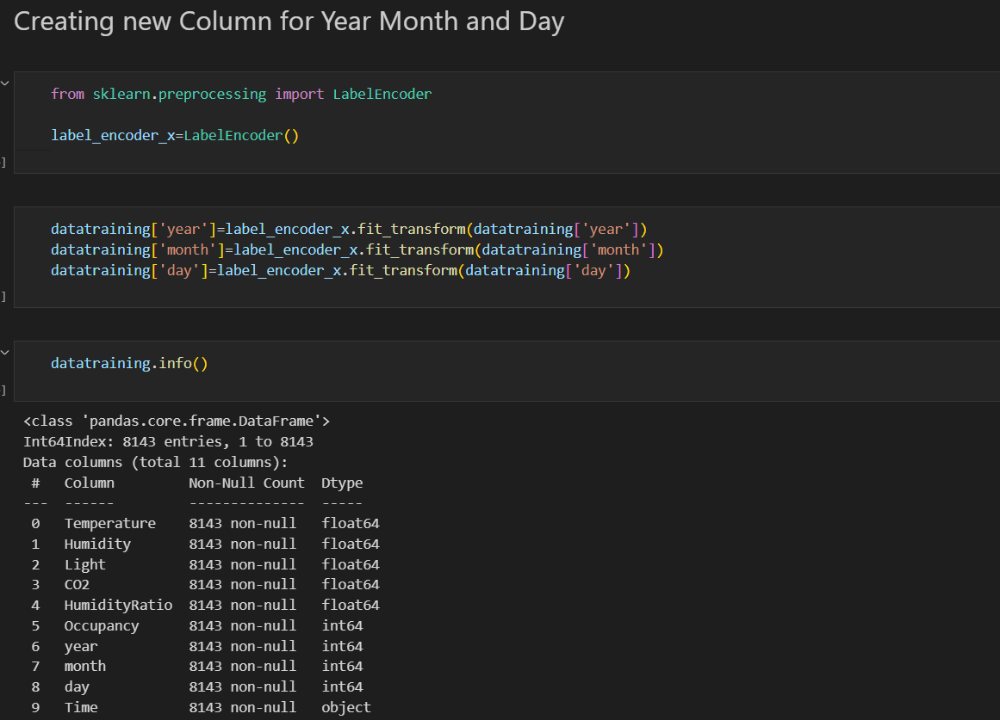 Creating new Column for Year Month and Day
from sklearn.preprocessing import LabelEncoder
label_encoder_x=LabelEncoder()
]
datatraining['year']=label_encoder_x.fit_transform(datatraining['year'])
datatraining['month']=label_encoder_x.fit_transform(datatraining['month'])
datatraining['day']=label_encoder_x.fit_transform(datatraining['day'])
]
datatraining.info()
]
<class 'pandas.core.frame.DataFrame'>
Int64Index: 8143 entries, 1 to 8143
Data columns (total 11 columns):
# Column Non-Null Count Dtype
--- ------ -------------- -----
0 Temperature 8143 non-null float64
1 Humidity 8143 non-null float64
2 Light 8143 non-null float64
3 CO2 8143 non-null float64
4 HumidityRatio 8143 non-null float64
5 Occupancy 8143 non-null int64
6 year 8143 non-null int64
7 month 8143 non-null int64
8 day 8143 non-null int64
9 Time 8143 non-null object